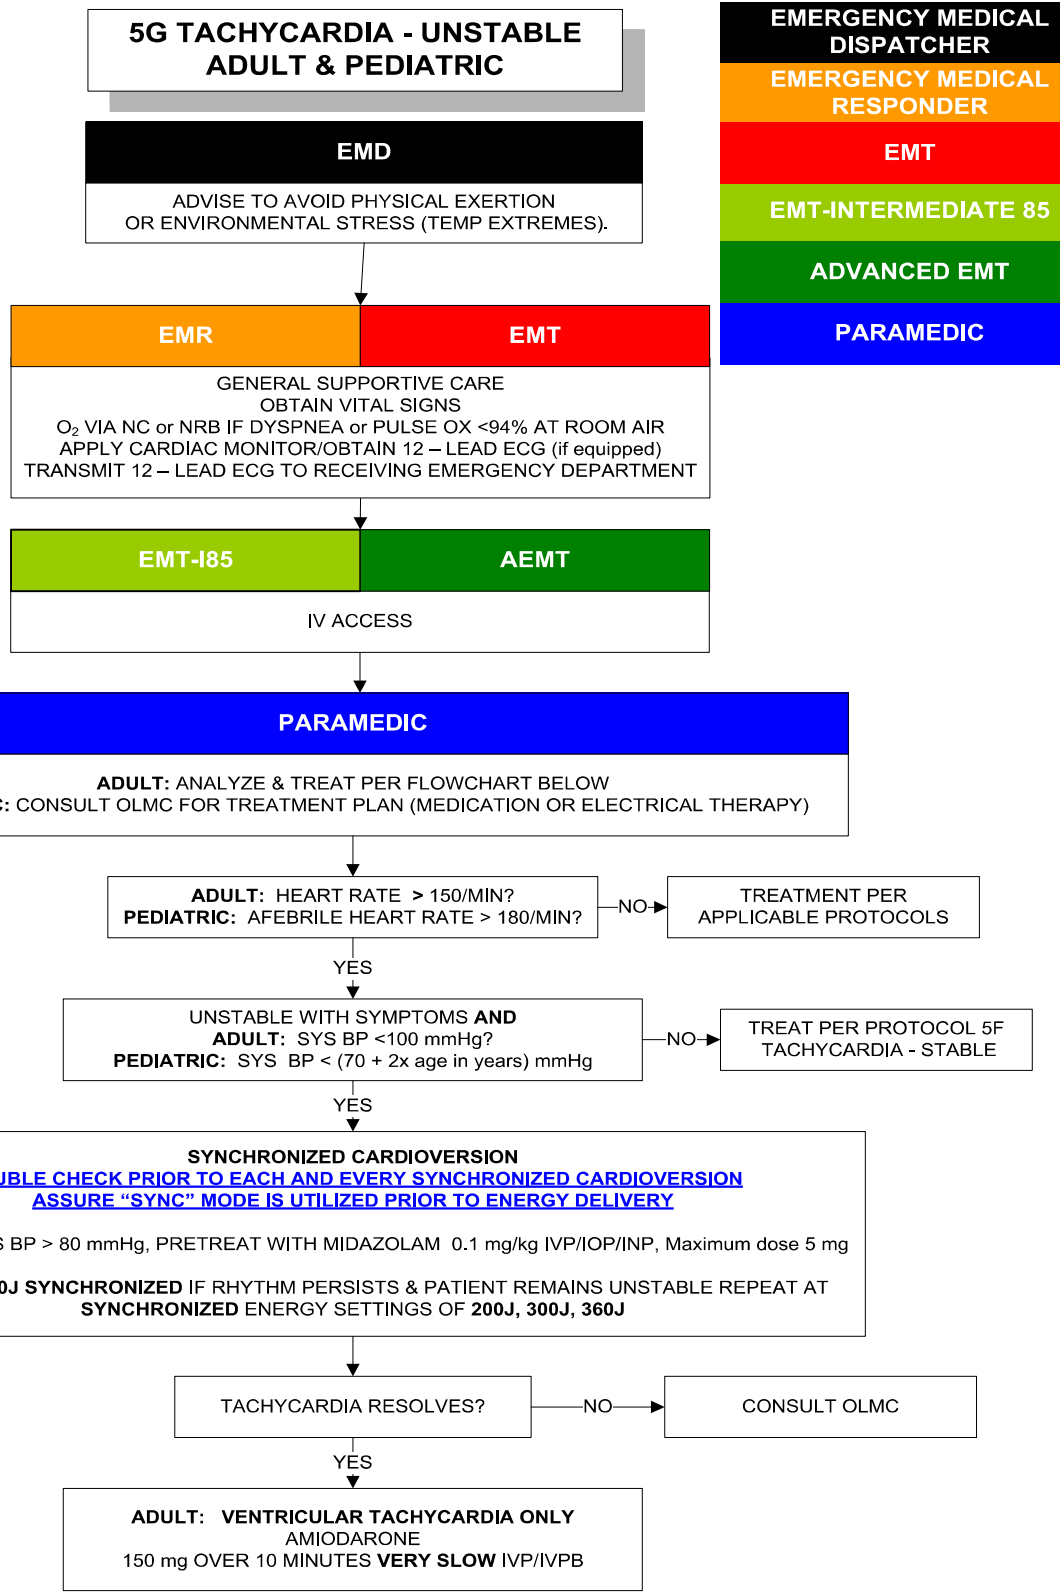 5G TACHYCARDIA - UNSTABLE
ADULT & PEDIATRIC
EMERGENCY MEDICAL
DISPATCHER
EMERGENCY MEDICAL
RESPONDER
EMT
EMT-INTERMEDIATE 85
ADVANCED EMT
PARAMEDIC
EMD
ADVISE TO AVOID PHYSICAL EXERTION
OR ENVIRONMENTAL STRESS (TEMP EXTREMES).
EMR
EMT
GENERAL SUPPORTIVE CARE
OBTAIN VITAL SIGNS
O₂ VIA NC or NRB IF DYSPNEA or PULSE OX <94% AT ROOM AIR
APPLY CARDIAC MONITOR/OBTAIN 12 – LEAD ECG (if equipped)
TRANSMIT 12 – LEAD ECG TO RECEIVING EMERGENCY DEPARTMENT
EMT-I85
AEMT
IV ACCESS
PARAMEDIC
ADULT: ANALYZE & TREAT PER FLOWCHART BELOW
: CONSULT OLMC FOR TREATMENT PLAN (MEDICATION OR ELECTRICAL THERAPY)
ADULT: HEART RATE > 150/MIN?
PEDIATRIC: AFEBRILE HEART RATE > 180/MIN?
NO
TREATMENT PER
APPLICABLE PROTOCOLS
YES
UNSTABLE WITH SYMPTOMS AND
ADULT: SYS BP <100 mmHg?
PEDIATRIC: SYS BP < (70 + 2x age in years) mmHg
NO
TREAT PER PROTOCOL 5F
TACHYCARDIA - STABLE
YES
SYNCHRONIZED CARDIOVERSION
UBLE CHECK PRIOR TO EACH AND EVERY SYNCHRONIZED CARDIOVERSION
ASSURE “SYNC” MODE IS UTILIZED PRIOR TO ENERGY DELIVERY
S BP > 80 mmHg, PRETREAT WITH MIDAZOLAM 0.1 mg/kg IVP/IOP/INP, Maximum dose 5 mg
0J SYNCHRONIZED IF RHYTHM PERSISTS & PATIENT REMAINS UNSTABLE REPEAT AT
SYNCHRONIZED ENERGY SETTINGS OF 200J, 300J, 360J
TACHYCARDIA RESOLVES?
NO
CONSULT OLMC
YES
ADULT: VENTRICULAR TACHYCARDIA ONLY
AMIODARONE
150 mg OVER 10 MINUTES VERY SLOW IVP/IVPB